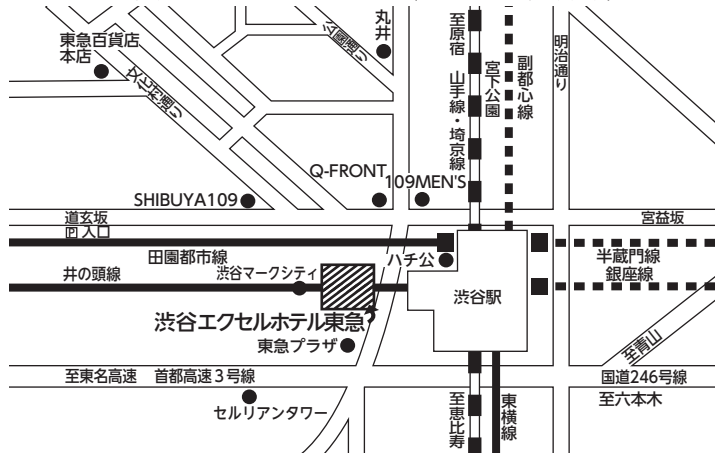 丸井
至原宿
山手線・埼京線
宮下公園
副都心線
明治通り
東急百貨店
本店
公園通り
文化村通り
Q-FRONT
109MEN'S
SHIBUYA109
道玄坂
宮益坂
P 入口
田園都市線
ハチ公
半蔵門線
井の頭線
渋谷マークシティ
銀座線
渋谷駅
渋谷エクセルホテル東急
東急プラザ
至青山
至東名高速
首都高速3号線
国道246号線
セルリアンタワー
至恵比寿
東横線
至六本木